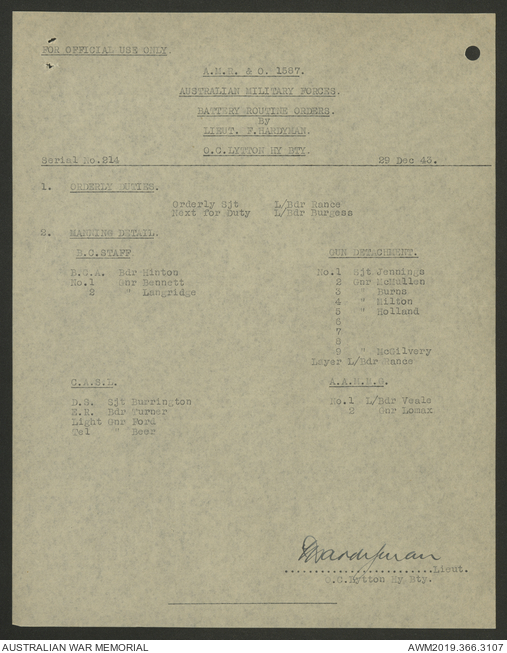 FOR OFFICIAL USE ONLY.
A.M.R. & O. 1587.
AUSTRALIAN MILITARY FORCES.
BATTERY ROUTINE ORDERS.
By
LIEUT. F.HARDYMAN.
O.C.LYTTON HY BTY.
Serial No.214 29 Dec 43.
1. ORDERLY DUTIES.
Orderly Sjt L/Bdr Rance
Next for Duty L/Bdr Burgess
2. MANNING DETAIL.
B.C.STAFF GUN DETACHMENT.
B.C.A. Bdr Hinton No.1 Sjt Jennings
No.1 Gnr Bennett 2 Gnr McMullen
2 " Langridge 3 " Burns
4 " Hilton
5 " Holland
6
7
8
9 " McGilvery
Layer L/Bdr Rance
C.A.S.L. A.A.M.B.S.
D.S. Sjt Burrington No.1 L/Bdr Veale
E.R. Bdr Turner 2 Gnr Lomax
Light Gnr Ford
Tel " Beer
Hardyman
Lieut.
O.C.Lytton Hy Bty.
AUSTRALIAN WAR MEMORIAL AWM2019.366.3107